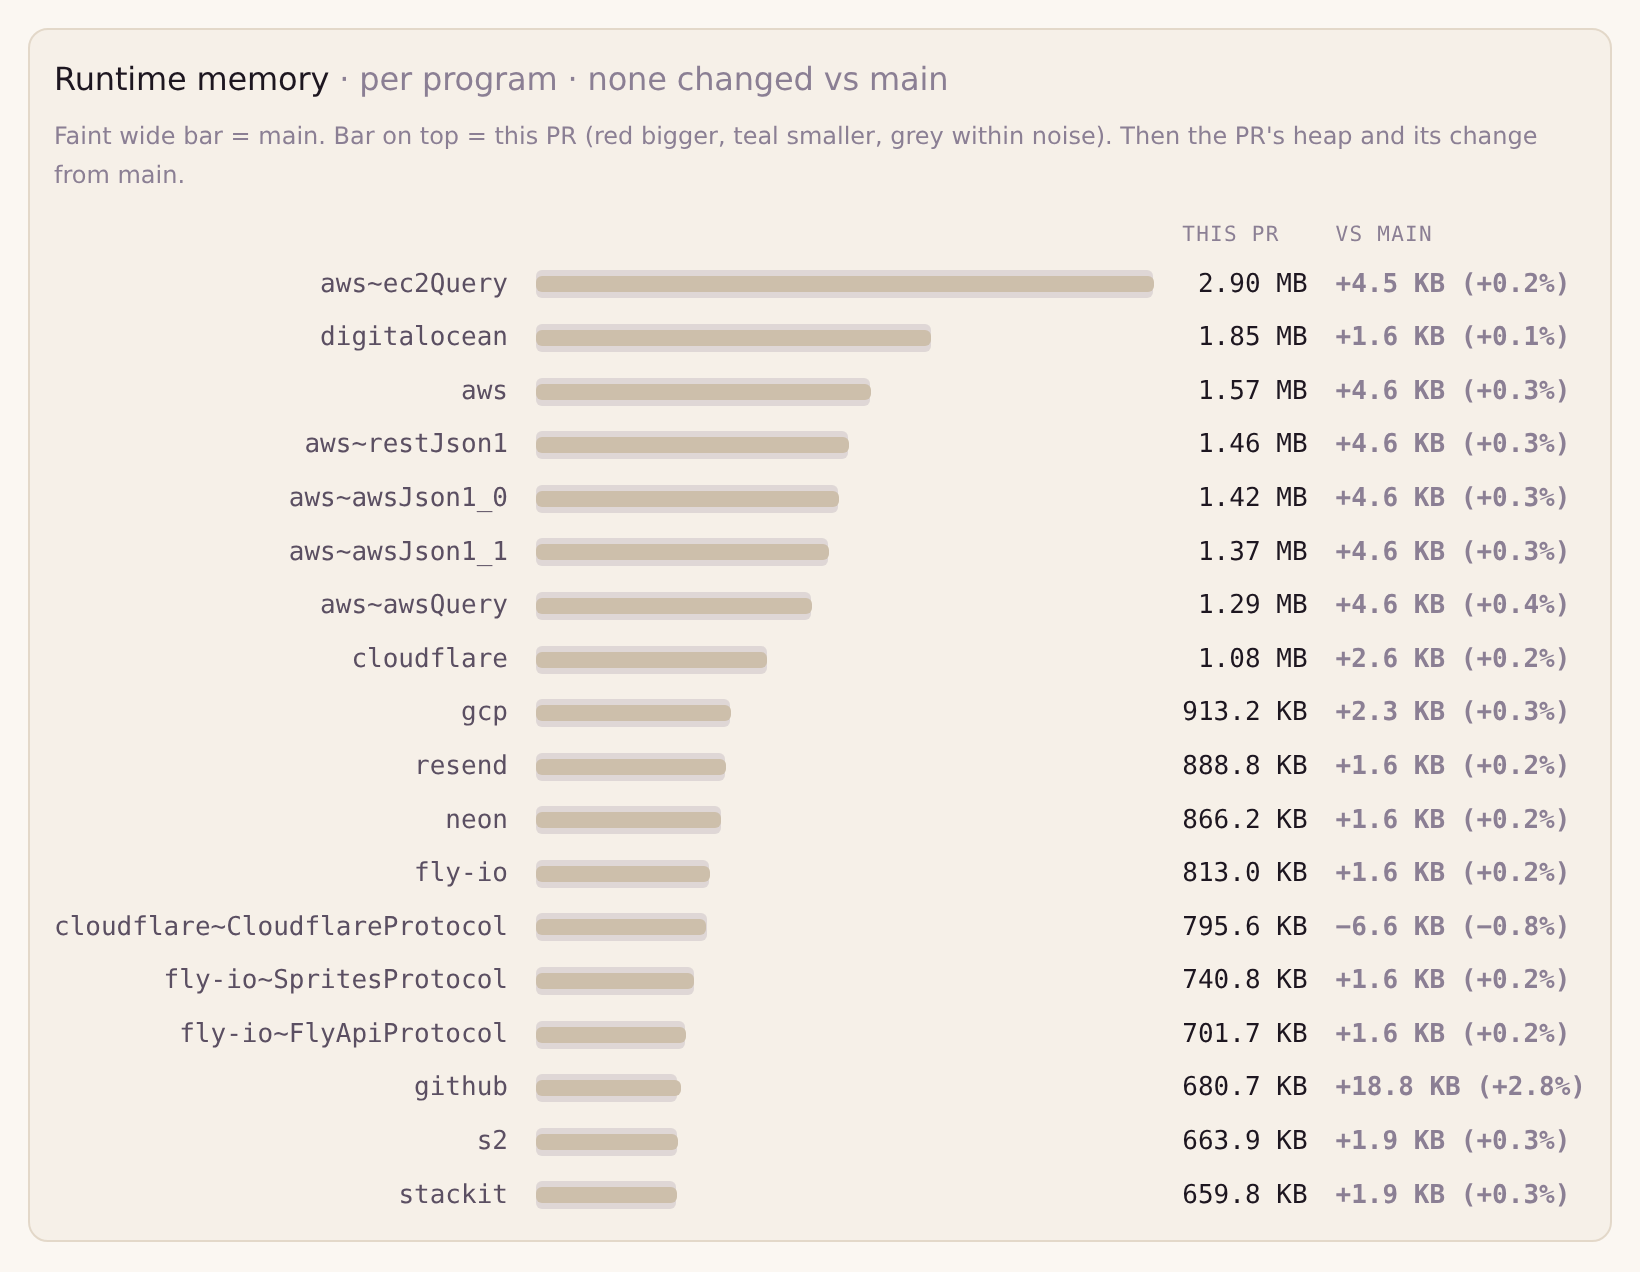 Runtime memory · per program · none changed vs main
Faint wide bar = main. Bar on top = this PR (red bigger, teal smaller, grey within noise). Then the PR's heap and its change
from main.
THIS PR VS MAIN
aws~ec2Query 2.90 MB +4.5 KB (+0.2%)
digitalocean 1.85 MB +1.6 KB (+0.1%)
aws 1.57 MB +4.6 KB (+0.3%)
aws~restJson1 1.46 MB +4.6 KB (+0.3%)
aws~awsJson1_0 1.42 MB +4.6 KB (+0.3%)
aws~awsJson1_1 1.37 MB +4.6 KB (+0.3%)
aws~awsQuery 1.29 MB +4.6 KB (+0.4%)
cloudflare 1.08 MB +2.6 KB (+0.2%)
gcp 913.2 KB +2.3 KB (+0.3%)
resend 888.8 KB +1.6 KB (+0.2%)
neon 866.2 KB +1.6 KB (+0.2%)
fly-io 813.0 KB +1.6 KB (+0.2%)
cloudflare~CloudflareProtocol 795.6 KB −6.6 KB (−0.8%)
fly-io~SpritesProtocol 740.8 KB +1.6 KB (+0.2%)
fly-io~FlyApiProtocol 701.7 KB +1.6 KB (+0.2%)
github 680.7 KB +18.8 KB (+2.8%)
s2 663.9 KB +1.9 KB (+0.3%)
stackit 659.8 KB +1.9 KB (+0.3%)